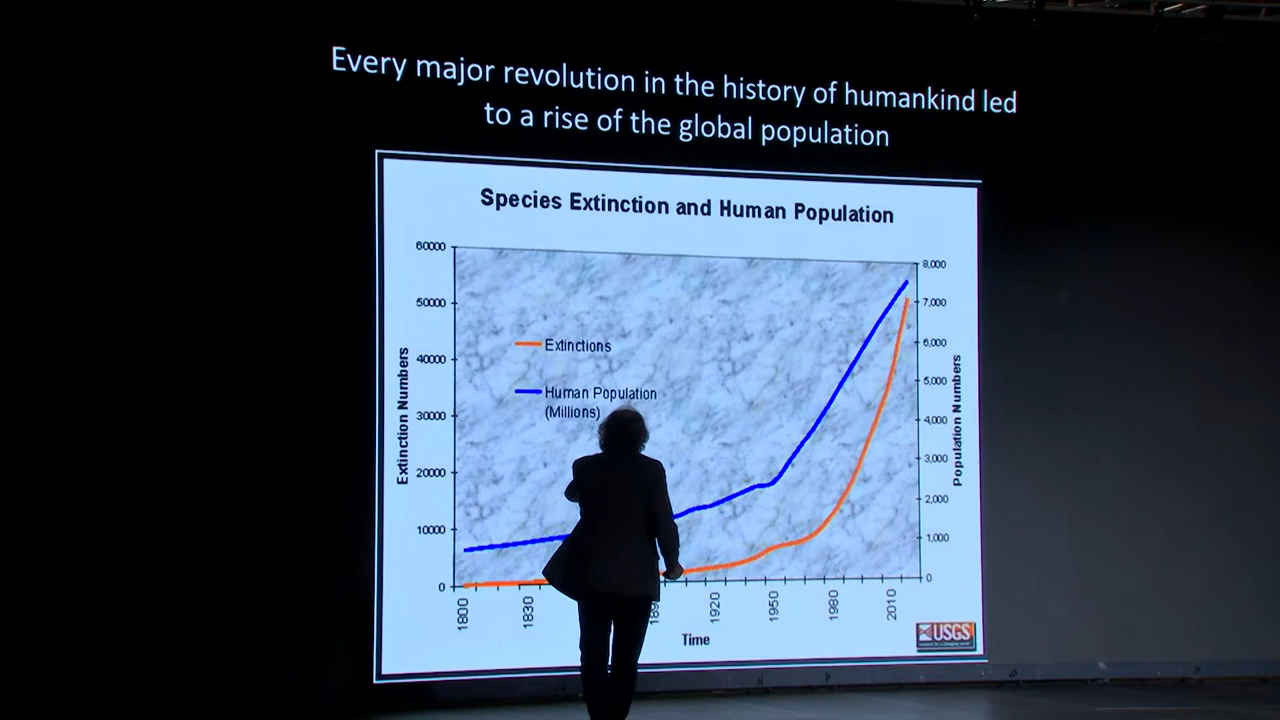 Every major revolution in the history of humankind led
to a rise of the global population
Species Extinction and Human Population
60000
50000
40000
30000
20000
10000
0
Extinction Numbers
Extinctions
Human Population
(Millions)
8,000
7,000
6,000
5,000
4,000
3,000
2,000
1,000
0
Population Numbers
1800
1830
1920
1950
1980
2010
Time
USGS